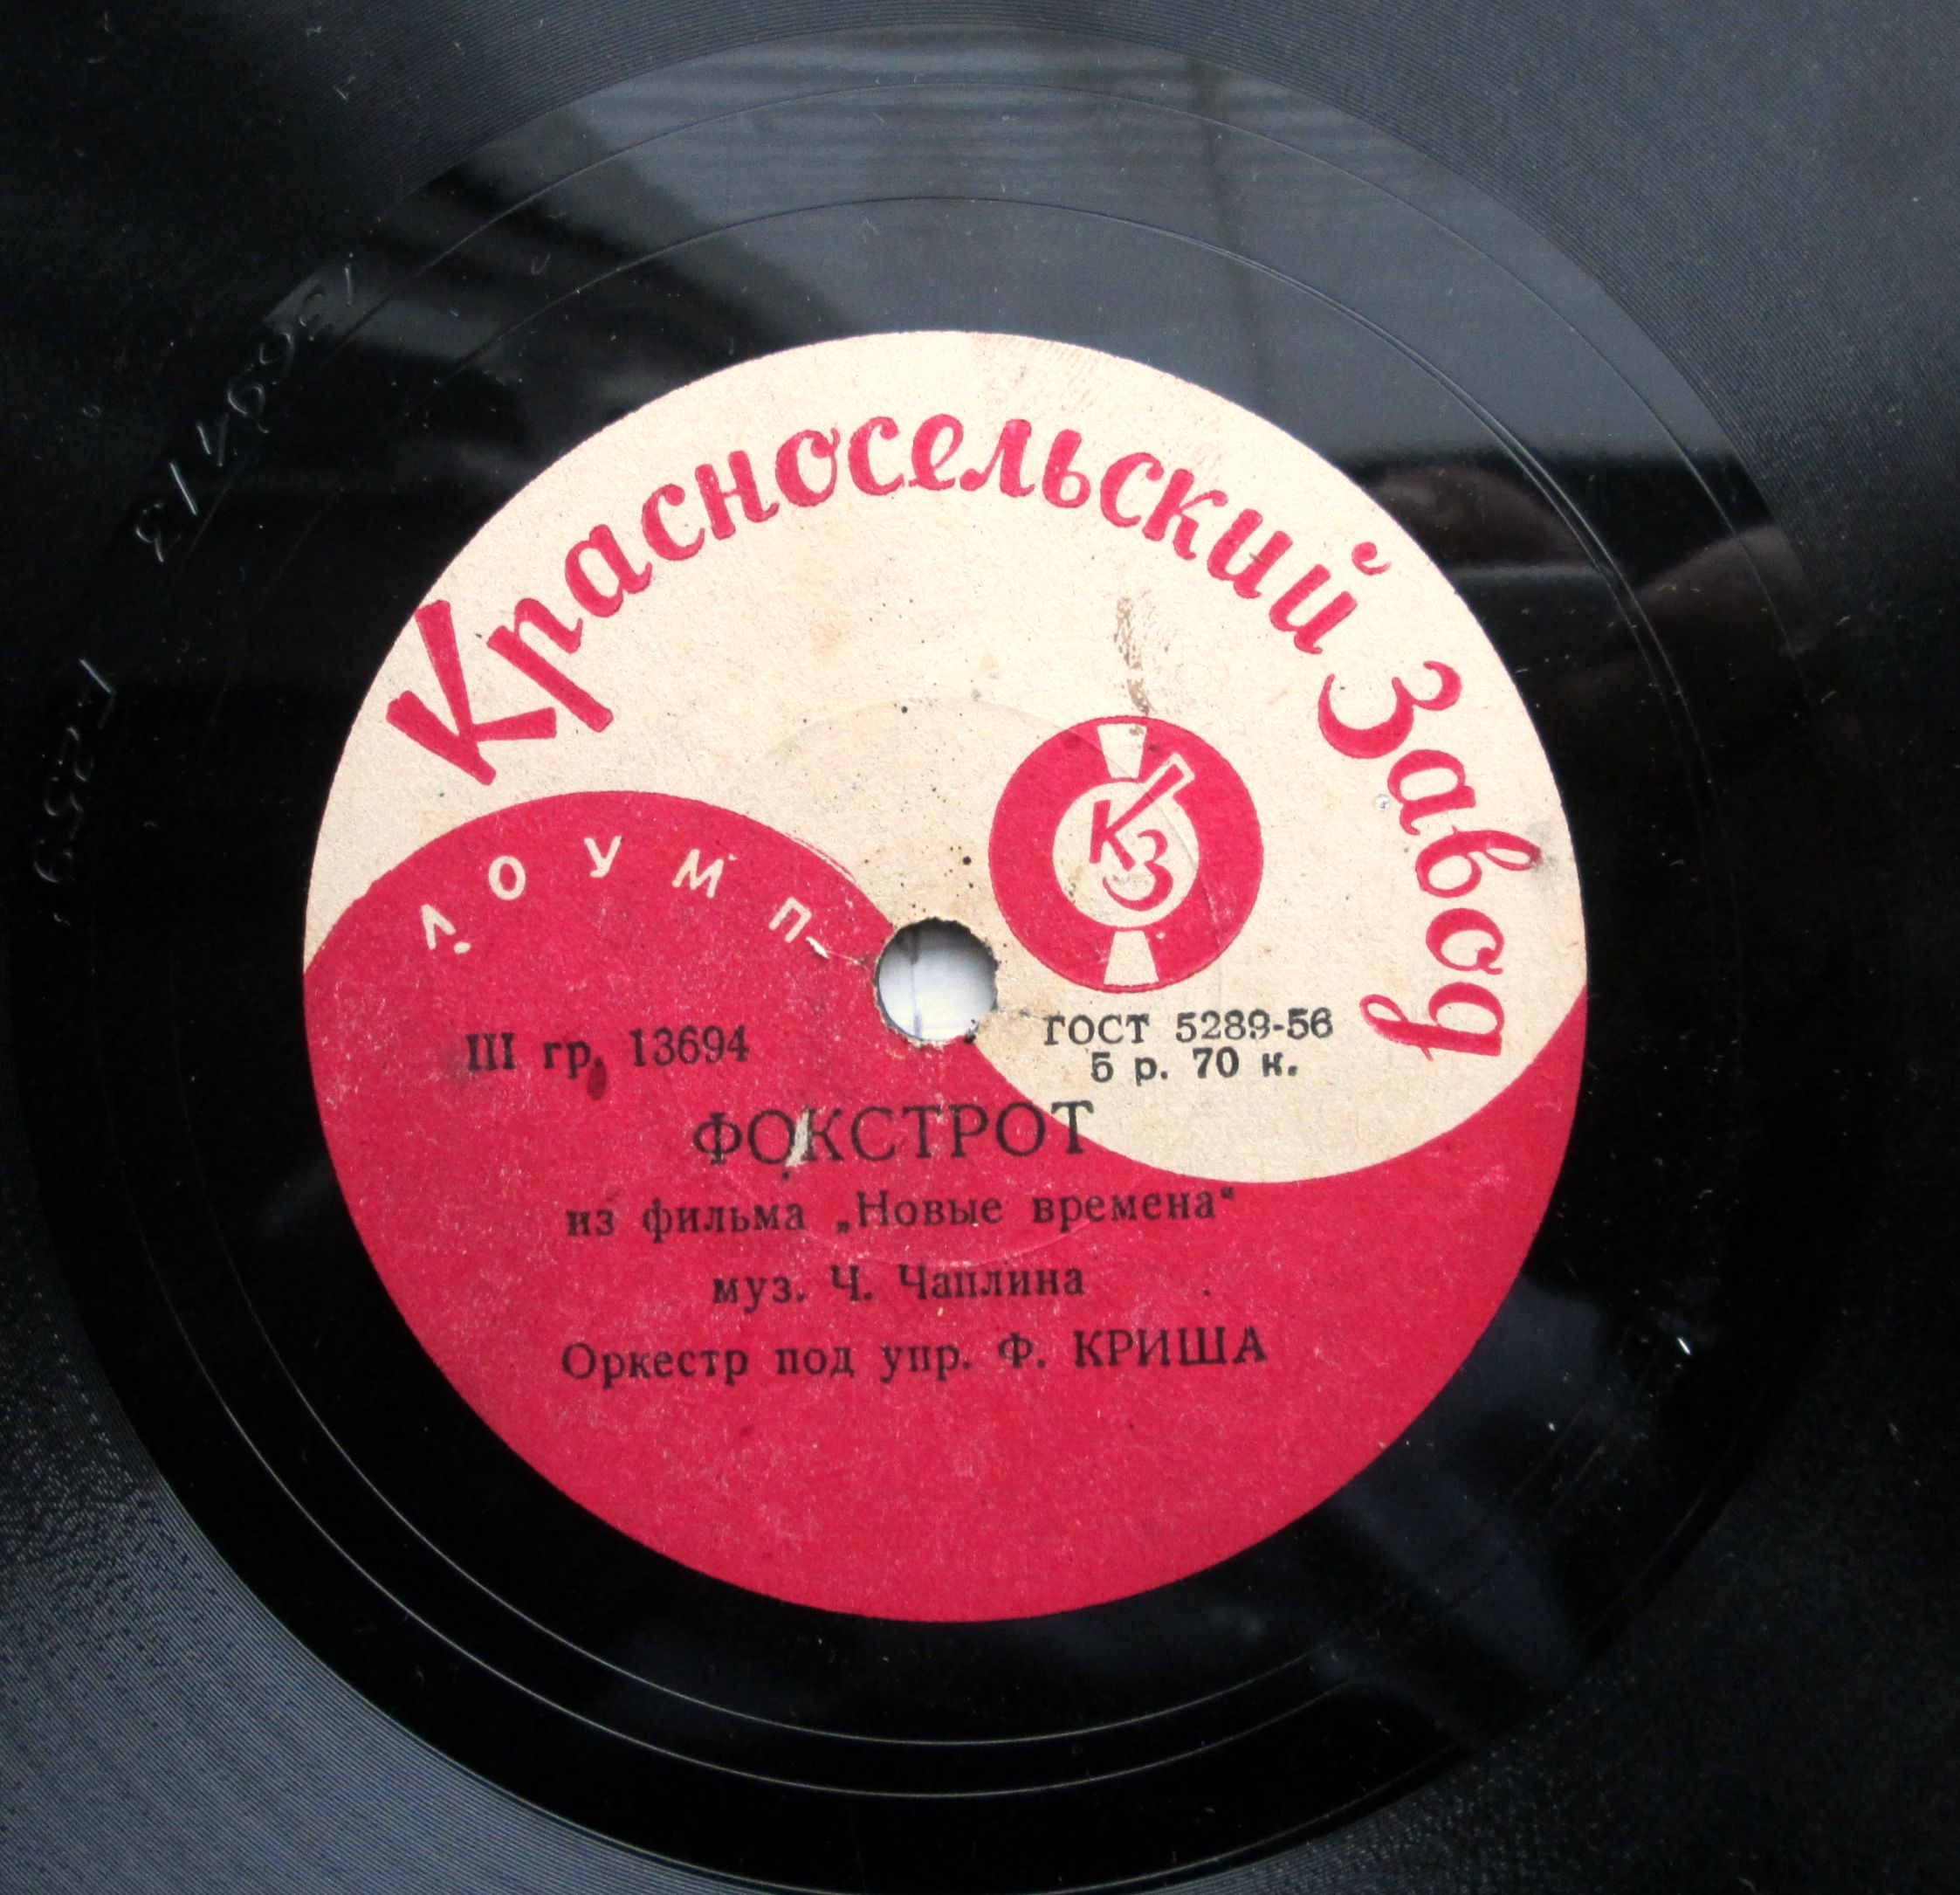 Красносельский завод
ЛОУМП
КЗ
III гр. 13694
ГОСТ 5289-56
5 р. 70 к.
ФОКСТРОТ
из фильма „Новые времена“
муз. Ч. Чаплина
Оркестр под упр. Ф. КРИША